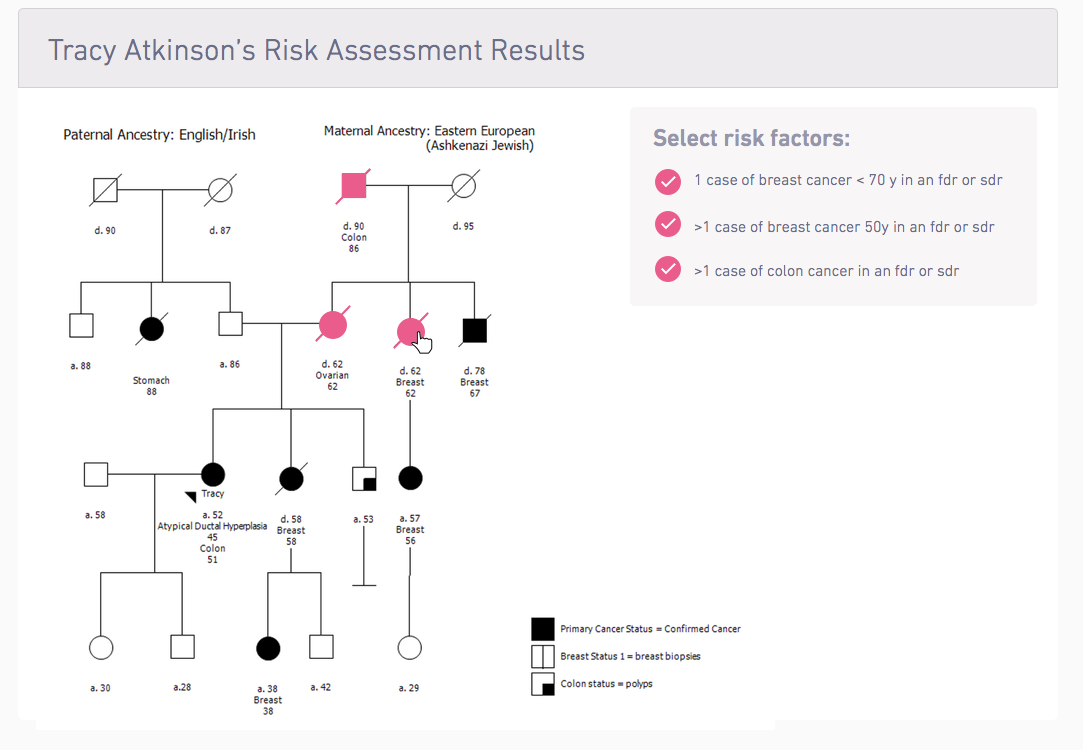 Tracy Atkinson's Risk Assessment Results
Paternal Ancestry: English/Irish
Maternal Ancestry: Eastern European
(Ashkenazi Jewish)
Select risk factors:
1 case of breast cancer < 70 y in an fdr or sdr
>1 case of breast cancer 50y in an fdr or sdr
>1 case of colon cancer in an fdr or sdr
d. 90
d. 87
d. 90
Colon
86
d. 95
a. 88
Stomach
88
a. 86
d. 62
Ovarian
62
d. 62
Breast
62
d. 78
Breast
67
a. 58
Tracy
a. 52
Atypical Ductal Hyperplasia
45
Colon
51
d. 58
Breast
58
a. 53
a. 57
Breast
56
a. 30
a.28
a. 38
Breast
38
a. 42
a. 29
Primary Cancer Status = Confirmed Cancer
Breast Status 1 = breast biopsies
Colon status = polyps